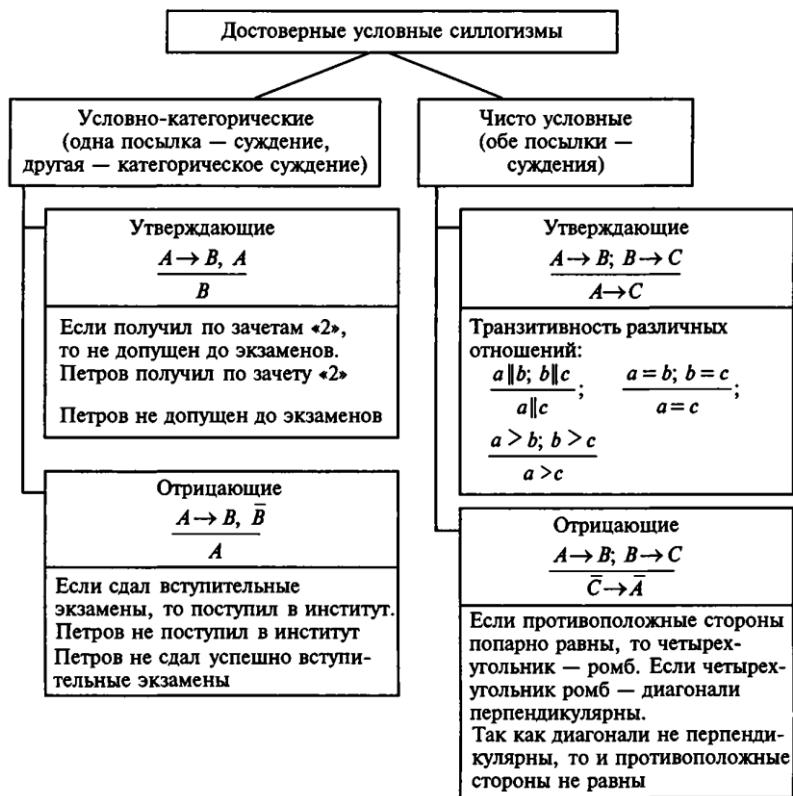 Достоверные условные силлогизмы
Условно-категорические
(одна посылка — суждение,
другая — категорическое суждение)
Утверждающие
A → B, A
B
Если получил по зачетам «2»,
то не допущен до экзаменов.
Петров получил по зачету «2»
Петров не допущен до экзаменов
Отрицающие
A → B, B̄
A
Если сдал вступительные
экзамены, то поступил в институт.
Петров не поступил в институт
Петров не сдал успешно вступи-
тельные экзамены
Чисто условные
(обе посылки —
суждения)
Утверждающие
A → B; B → C
A → C
Транзитивность различных
отношений:
a ∥ b; b ∥ c ; a = b; b = c ;
a ∥ c a = c
a > b; b > c
a > c
Отрицающие
A → B; B → C
C̄ → Ā
Если противоположные стороны
попарно равны, то четырех-
угольник — ромб. Если четырех-
угольник ромб — диагонали
перпендикулярны.
Так как диагонали не перпенди-
кулярны, то и противоположные
стороны не равны